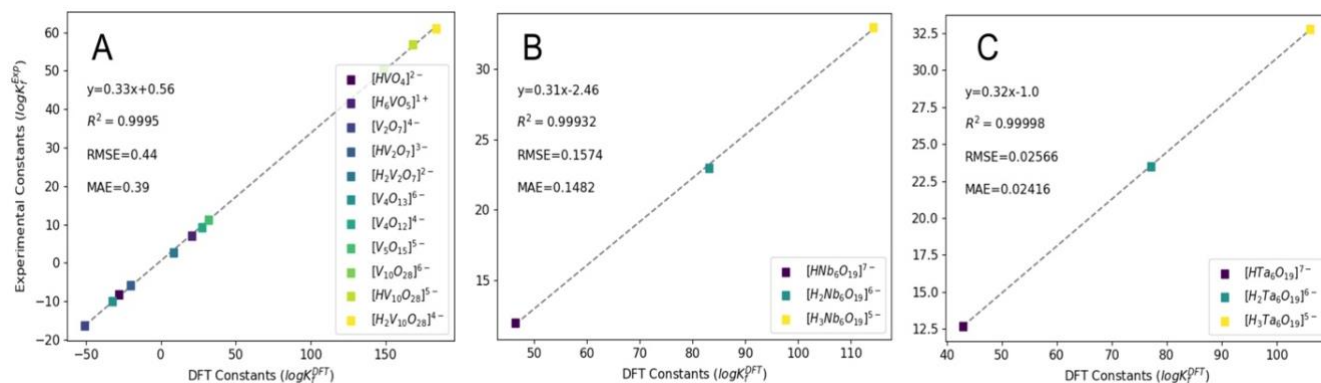 A
y=0.33x+0.56
R² = 0.9995
RMSE=0.44
MAE=0.39
[HVO₄]²⁻
[H₆VO₅]¹⁺
[V₂O₇]⁴⁻
[HV₂O₇]³⁻
[H₂V₂O₇]²⁻
[V₄O₁₃]⁶⁻
[V₄O₁₂]⁴⁻
[V₅O₁₅]⁵⁻
[V₁₀O₂₈]⁶⁻
[HV₁₀O₂₈]⁵⁻
[H₂V₁₀O₂₈]⁴⁻
Experimental Constants (logK_f^Exp)
60
50
40
30
20
10
0
−10
−20
−50 0 50 100 150
DFT Constants (logK_f^DFT)
B
y=0.31x-2.46
R² = 0.99932
RMSE=0.1574
MAE=0.1482
[HNb₆O₁₉]⁷⁻
[H₂Nb₆O₁₉]⁶⁻
[H₃Nb₆O₁₉]⁵⁻
30
25
20
15
50 60 70 80 90 100 110
DFT Constants (logK_f^DFT)
C
y=0.32x-1.0
R² = 0.99998
RMSE=0.02566
MAE=0.02416
[HTa₆O₁₉]⁷⁻
[H₂Ta₆O₁₉]⁶⁻
[H₃Ta₆O₁₉]⁵⁻
32.5
30.0
27.5
25.0
22.5
20.0
17.5
15.0
12.5
40 50 60 70 80 90 100
DFT Constants (logK_f^DFT)